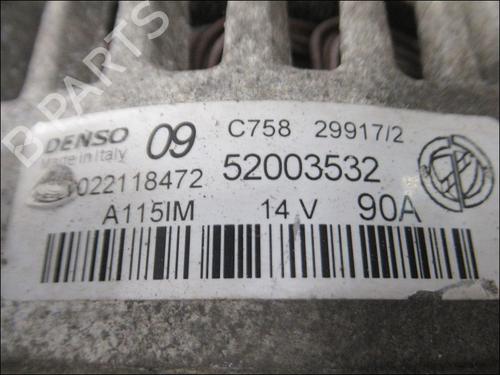 B PARTS
DENSO 09 C758 29917/2
Made in Italy
022118472 52003532
A115IM 14 V 90A